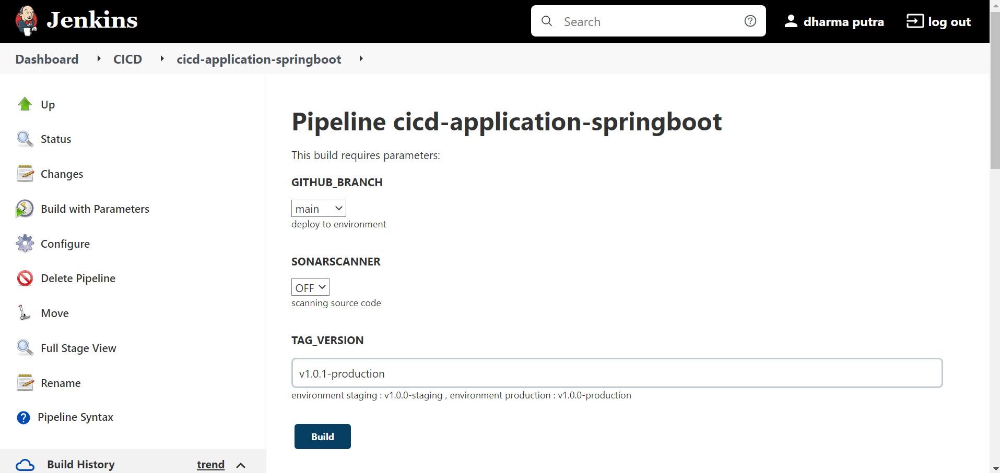 Jenkins
Search
dharma putra
log out
Dashboard
CICD
cicd-application-springboot
Up
Status
Changes
Build with Parameters
Configure
Delete Pipeline
Move
Full Stage View
Rename
Pipeline Syntax
Build History
trend
Pipeline cicd-application-springboot
This build requires parameters:
GITHUB_BRANCH
main
deploy to environment
SONARSCANNER
OFF
scanning source code
TAG_VERSION
v1.0.1-production
environment staging : v1.0.0-staging , environment production : v1.0.0-production
Build